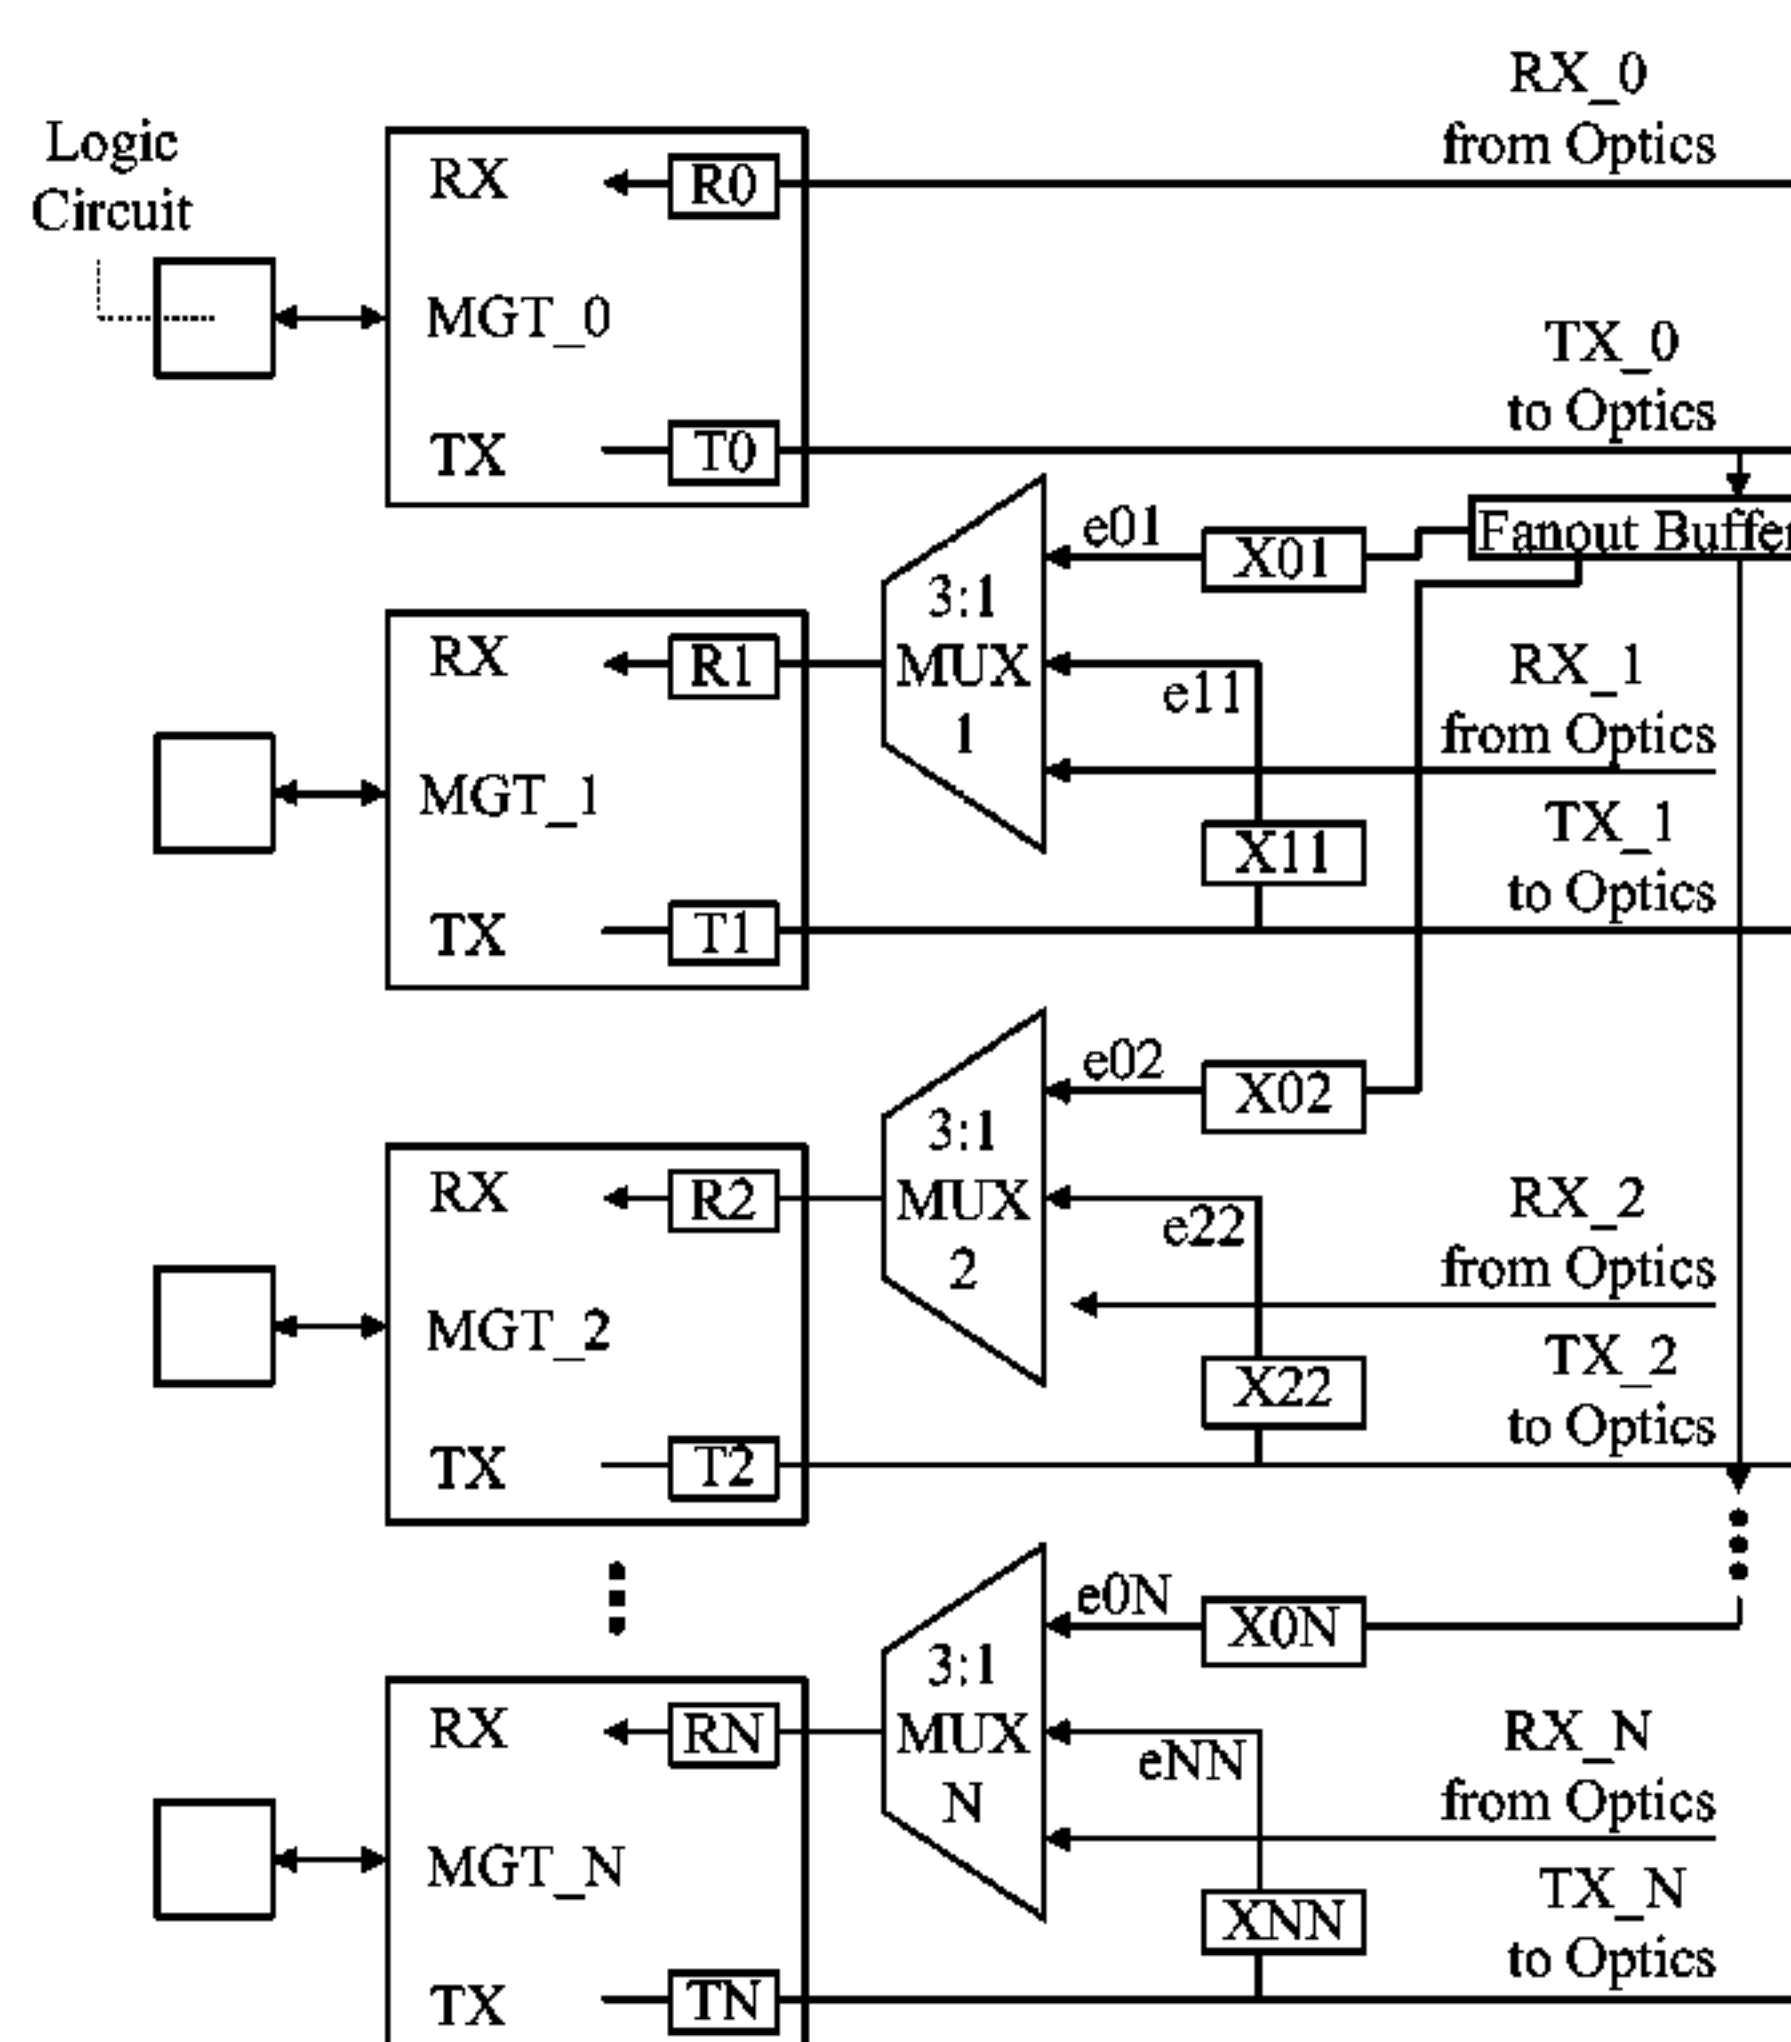 RX_0
from Optics
Logic
Circuit
RX
R0
MGT_0
TX_0
to Optics
TX
T0
e01
X01
Fanout Buffer
3:1
MUX
1
RX
R1
e11
RX_1
from Optics
MGT_1
X11
TX_1
to Optics
TX
T1
e02
X02
3:1
MUX
2
RX
R2
e22
RX_2
from Optics
MGT_2
X22
TX_2
to Optics
TX
T2
e0N
X0N
3:1
MUX
N
RX
RN
eNN
RX_N
from Optics
MGT_N
XNN
TX_N
to Optics
TX
TN